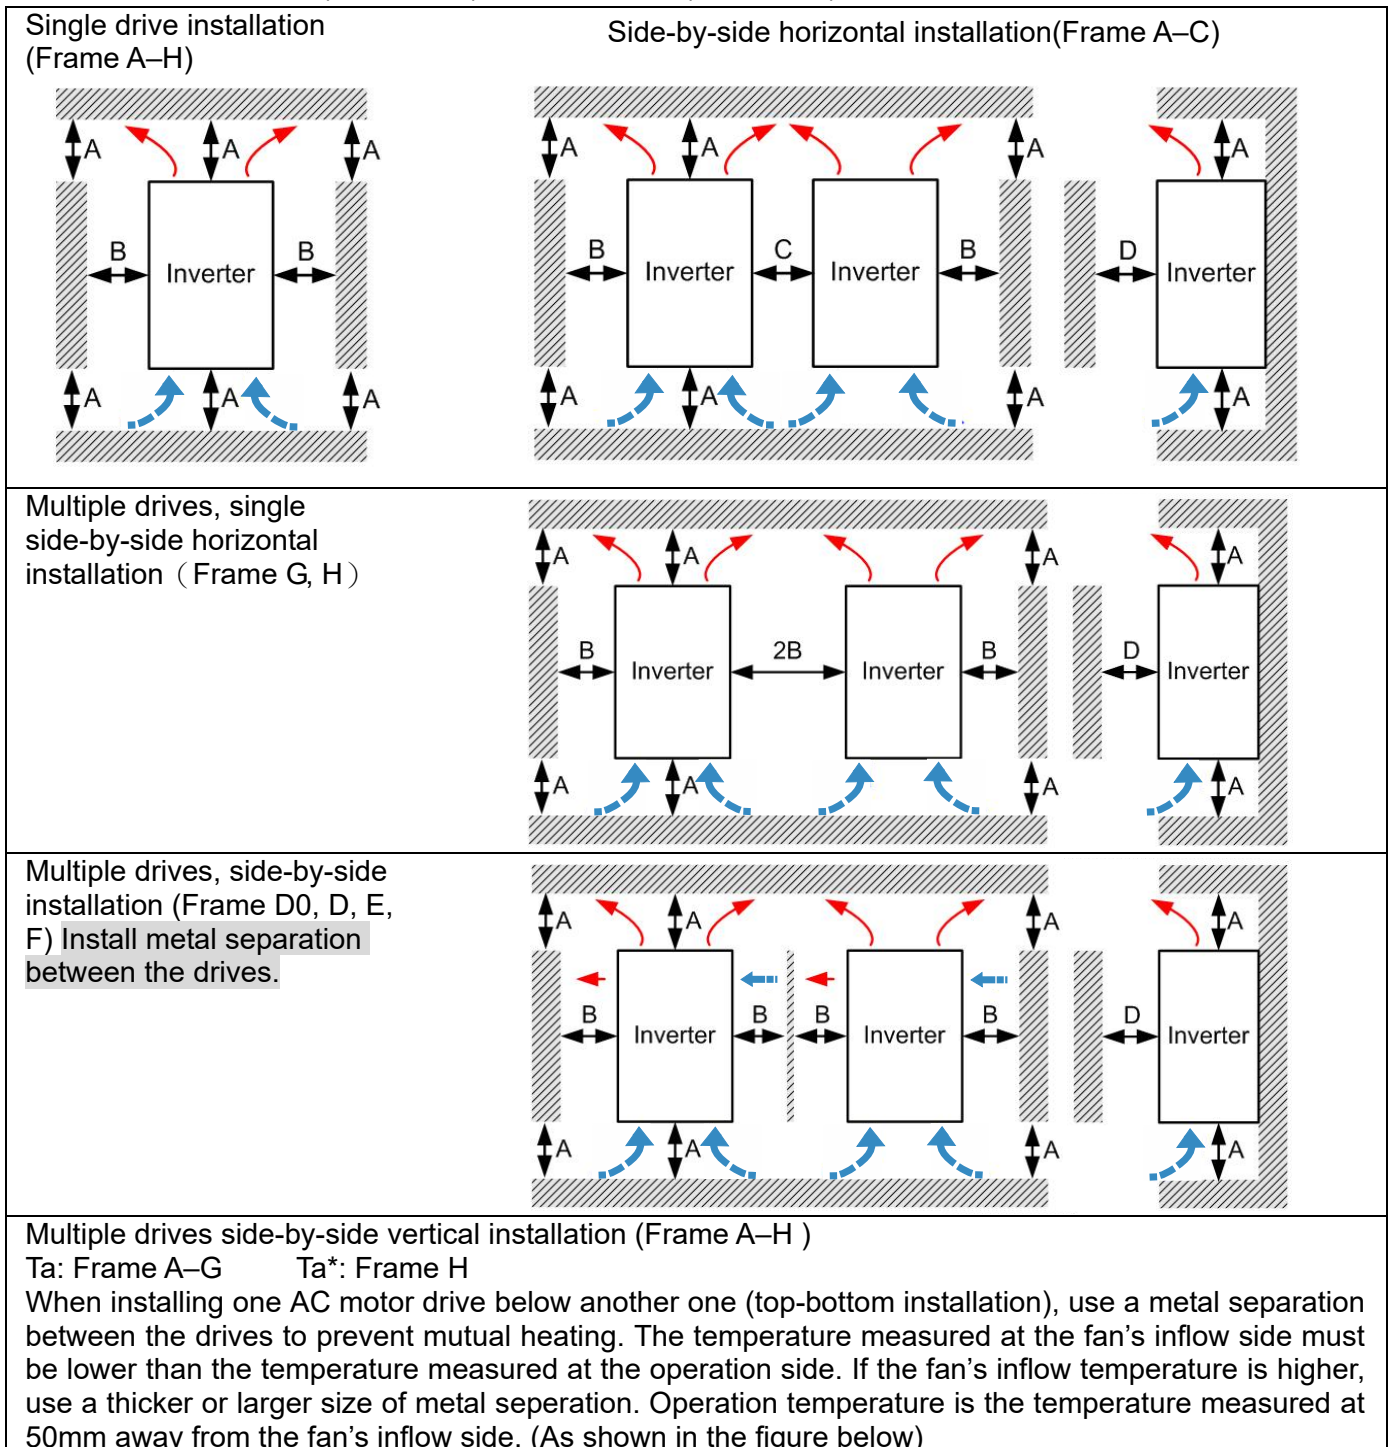 Single drive installation
(Frame A–H)
Side-by-side horizontal installation(Frame A–C)
A A A
B B
Inverter
A A A
A A A A
B C B D
Inverter Inverter Inverter
A A A A
Multiple drives, single
side-by-side horizontal
installation（Frame G, H）
A A A A
B 2B B D
Inverter Inverter Inverter
A A A A
Multiple drives, side-by-side
installation (Frame D0, D, E,
F) Install metal separation
between the drives.
A A A A
B B B B D
Inverter Inverter Inverter
A A A A
Multiple drives side-by-side vertical installation (Frame A–H )
Ta: Frame A–G Ta*: Frame H
When installing one AC motor drive below another one (top-bottom installation), use a metal separation
between the drives to prevent mutual heating. The temperature measured at the fan’s inflow side must
be lower than the temperature measured at the operation side. If the fan’s inflow temperature is higher,
use a thicker or larger size of metal seperation. Operation temperature is the temperature measured at
50mm away from the fan’s inflow side. (As shown in the figure below)